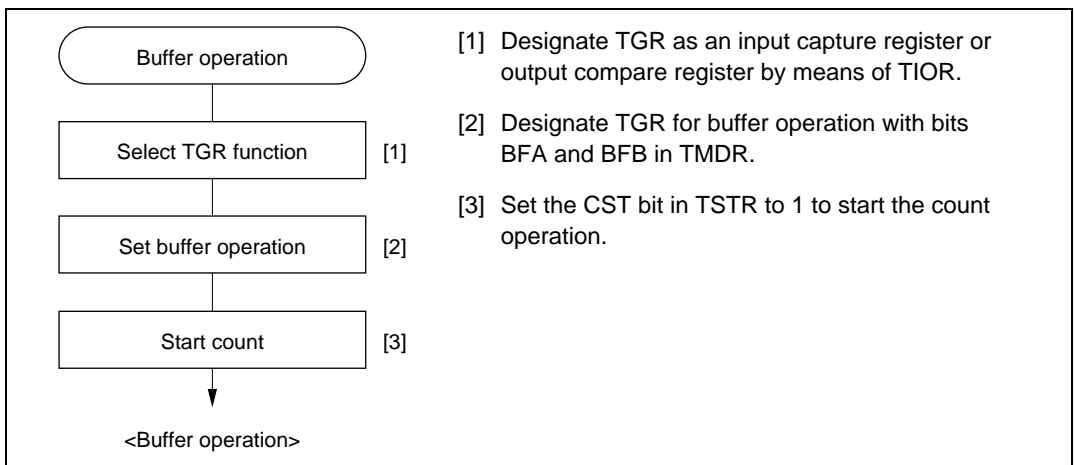 Buffer operation
Select TGR function [1]
Set buffer operation [2]
Start count [3]
<Buffer operation>
[1] Designate TGR as an input capture register or
output compare register by means of TIOR.
[2] Designate TGR for buffer operation with bits
BFA and BFB in TMDR.
[3] Set the CST bit in TSTR to 1 to start the count
operation.